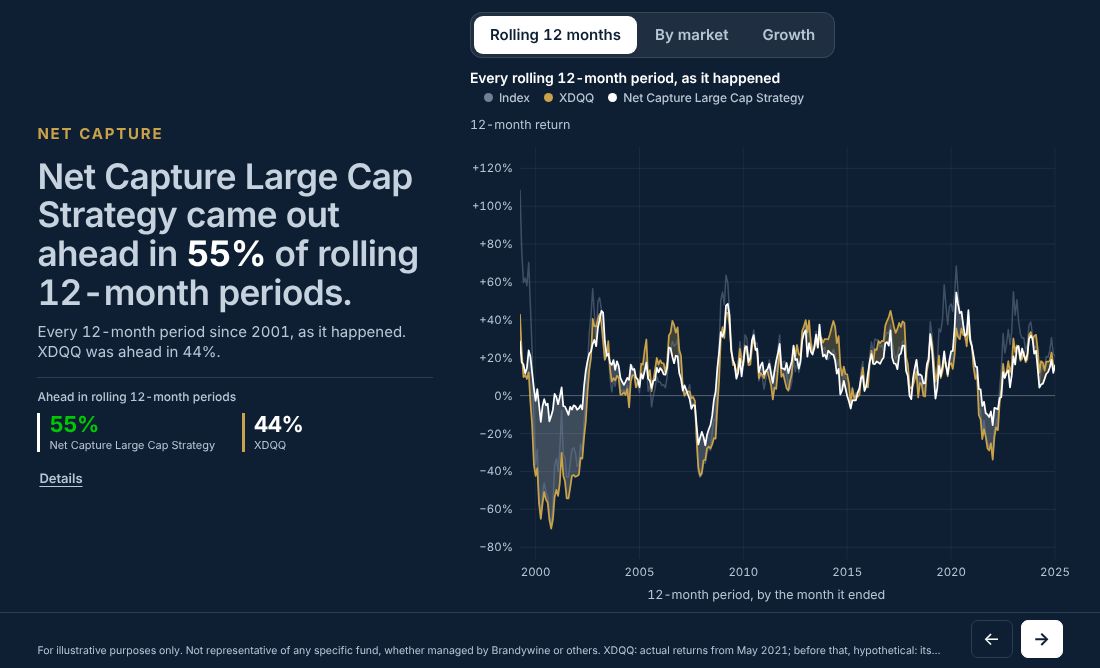 Rolling 12 months
By market
Growth
Every rolling 12-month period, as it happened
Index
XDQQ
Net Capture Large Cap Strategy
12-month return
NET CAPTURE
Net Capture Large Cap
Strategy came out
ahead in 55% of rolling
12-month periods.
Every 12-month period since 2001, as it happened.
XDQQ was ahead in 44%.
Ahead in rolling 12-month periods
55%
Net Capture Large Cap Strategy
44%
XDQQ
Details
+120%
+100%
+80%
+60%
+40%
+20%
0%
−20%
−40%
−60%
−80%
2000
2005
2010
2015
2020
2025
12-month period, by the month it ended
For illustrative purposes only. Not representative of any specific fund, whether managed by Brandywine or others. XDQQ: actual returns from May 2021; before that, hypothetical: its...